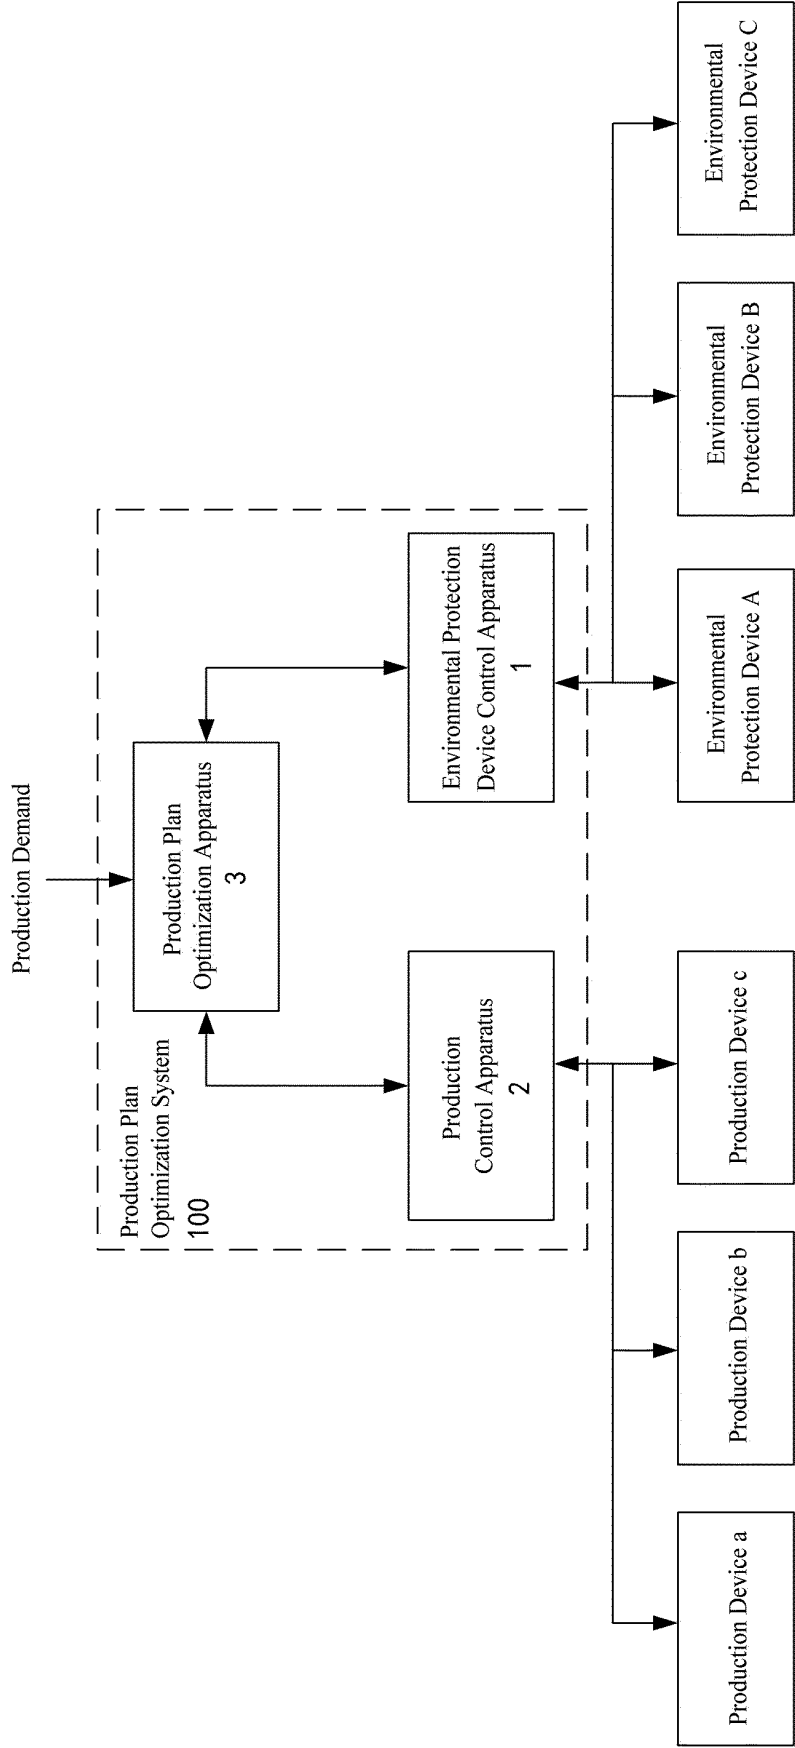 Production Demand
Production Plan
Optimization System
100
Production Plan
Optimization Apparatus
3
Production
Control Apparatus
2
Environmental Protection
Device Control Apparatus
1
Production Device a
Production Device b
Production Device c
Environmental
Protection Device A
Environmental
Protection Device B
Environmental
Protection Device C